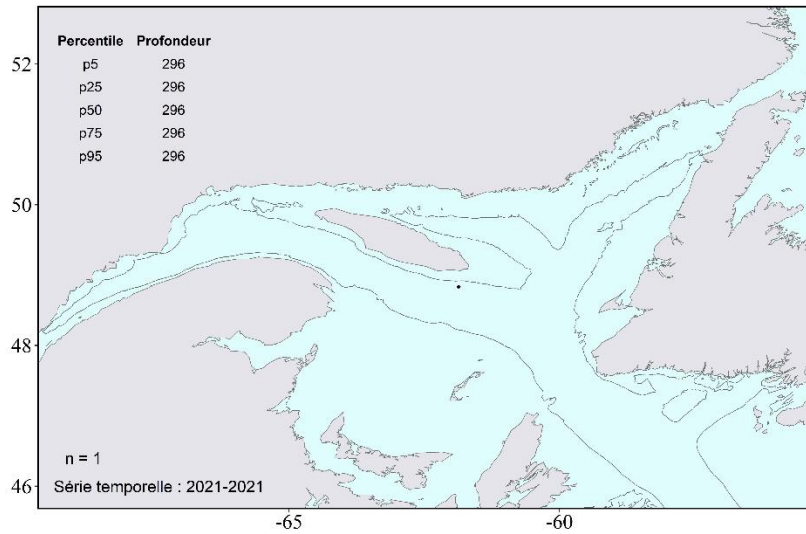 Percentile Profondeur
p5 296
p25 296
p50 296
p75 296
p95 296
52
50
48
46
n = 1
Série temporelle : 2021-2021
-65 -60